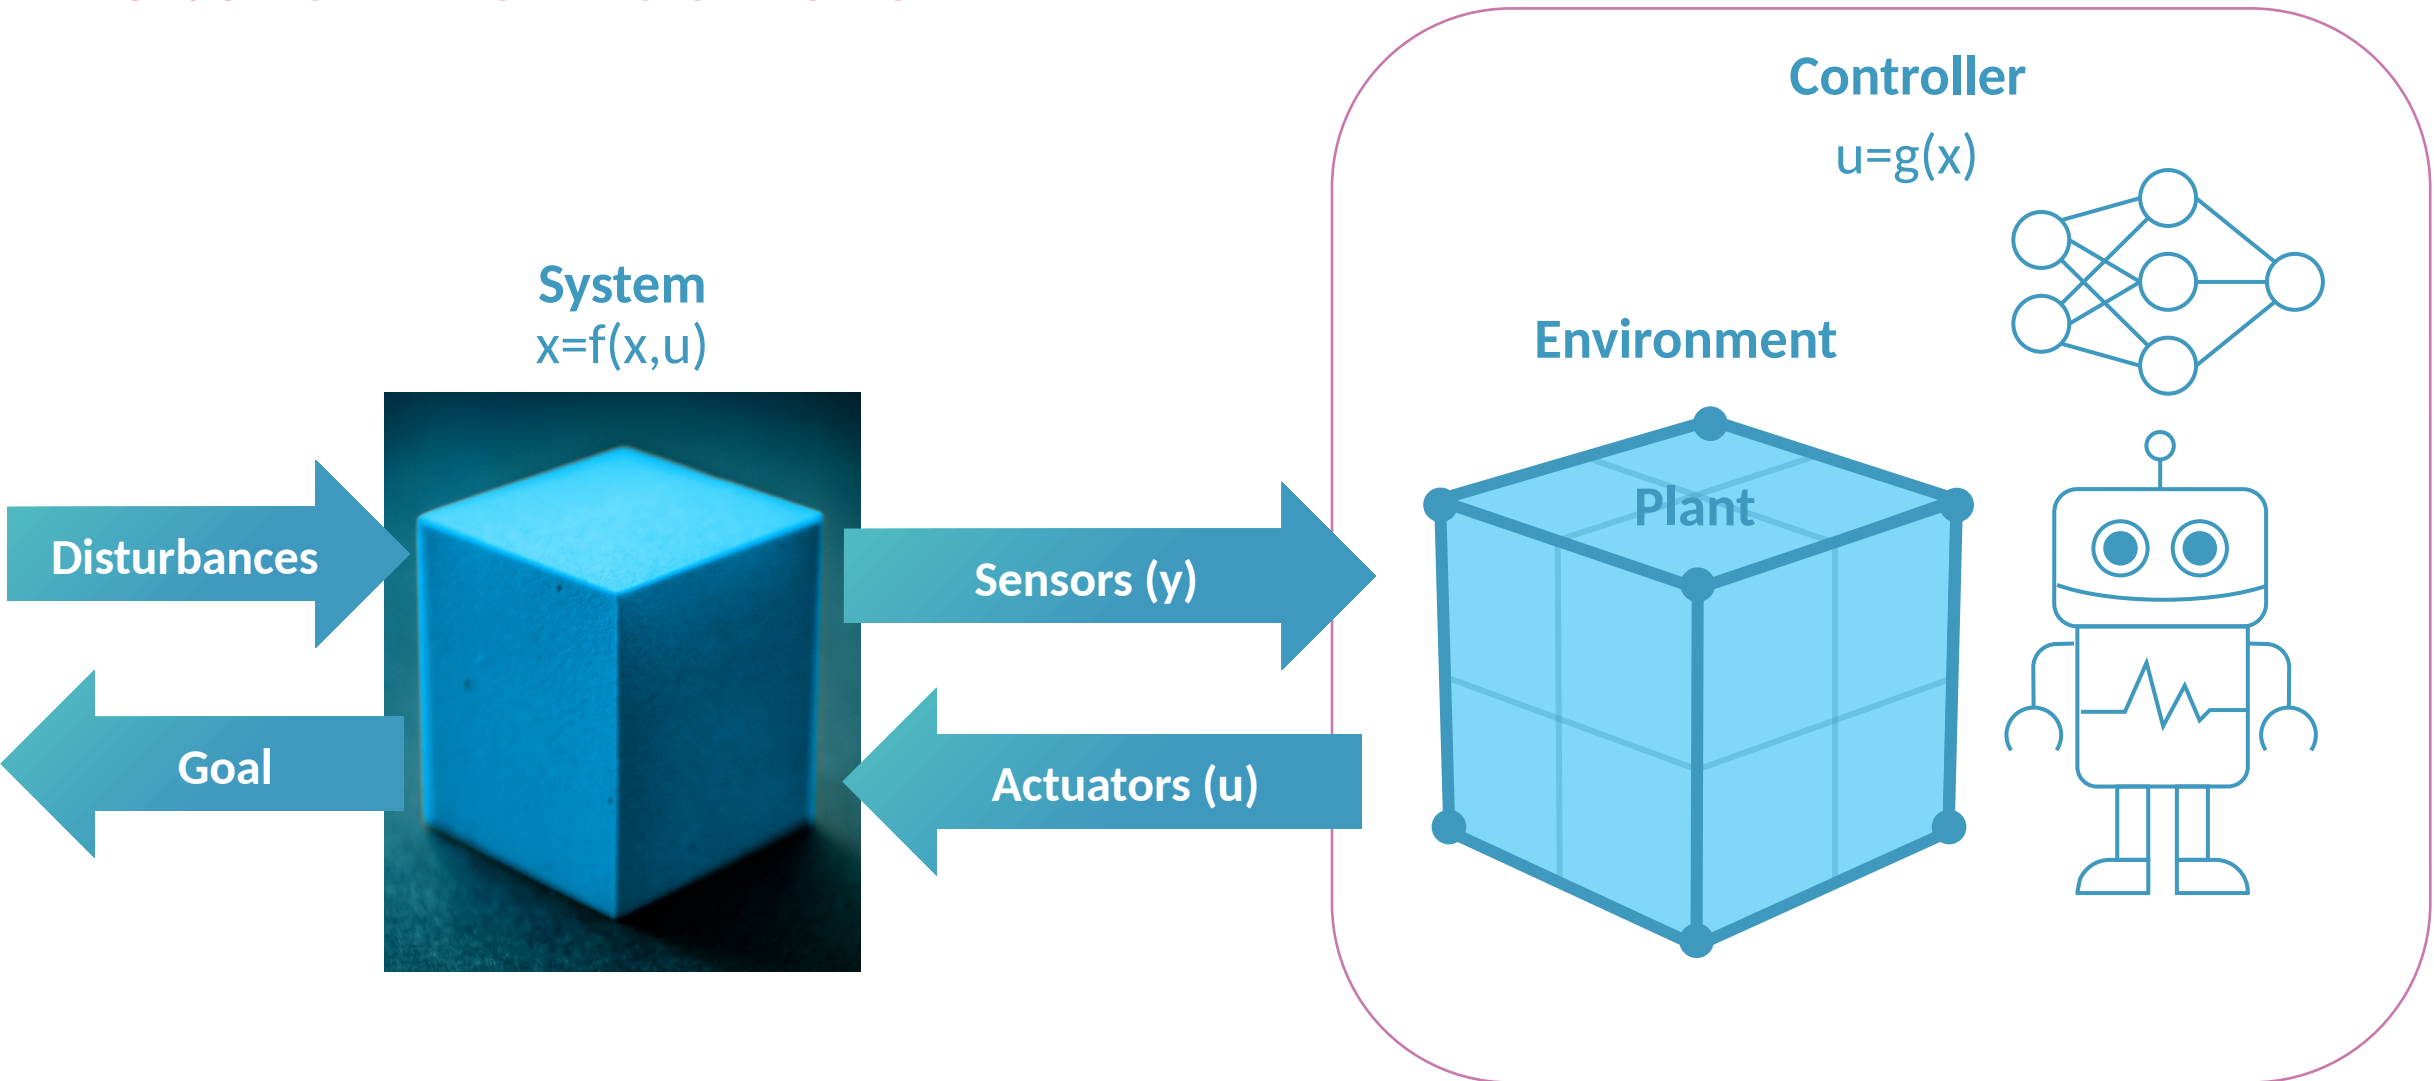 Controller
u=g(x)
System
x=f(x,u)
Environment
Plant
Disturbances
Sensors (y)
Goal
Actuators (u)